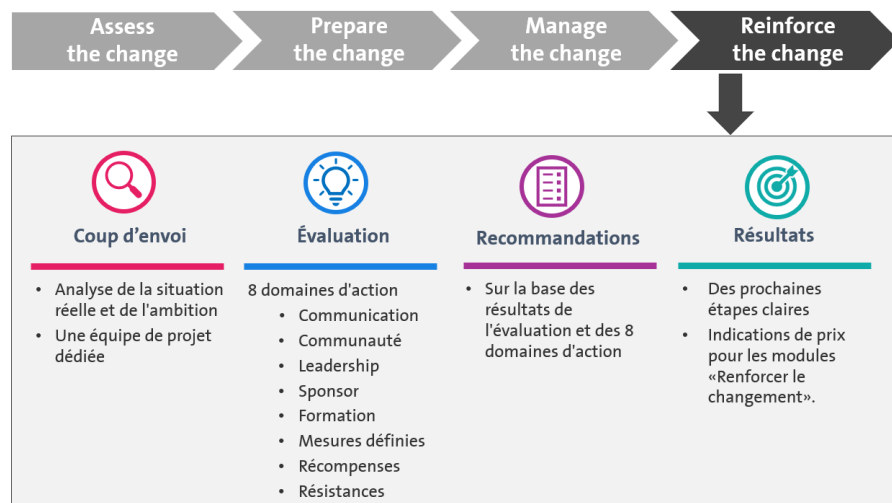 Assess
the change
Prepare
the change
Manage
the change
Reinforce
the change
Coup d'envoi
• Analyse de la situation
réelle et de l'ambition
• Une équipe de projet
dédiée
Évaluation
8 domaines d'action
• Communication
• Communauté
• Leadership
• Sponsor
• Formation
• Mesures définies
• Récompenses
• Résistances
Recommandations
• Sur la base des
résultats de
l'évaluation et des 8
domaines d'action
Résultats
• Des prochaines
étapes claires
• Indications de prix
pour les modules
«Renforcer le
changement».